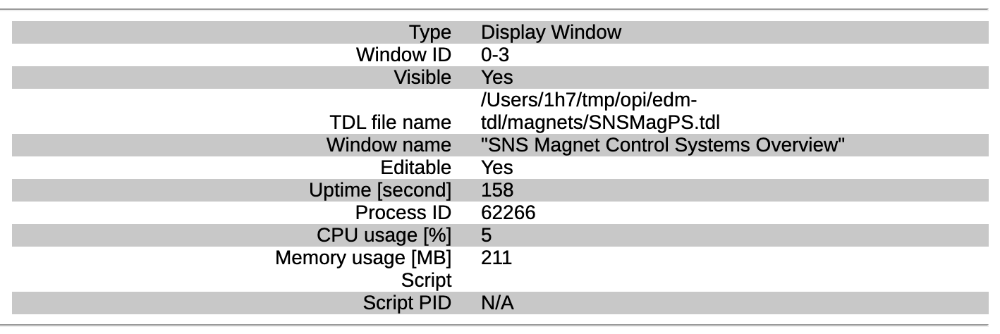 Type Display Window
Window ID 0-3
Visible Yes
/Users/1h7/tmp/opi/edm-
TDL file name tdl/magnets/SNSMagPS.tdl
Window name "SNS Magnet Control Systems Overview"
Editable Yes
Uptime [second] 158
Process ID 62266
CPU usage [%] 5
Memory usage [MB] 211
Script
Script PID N/A